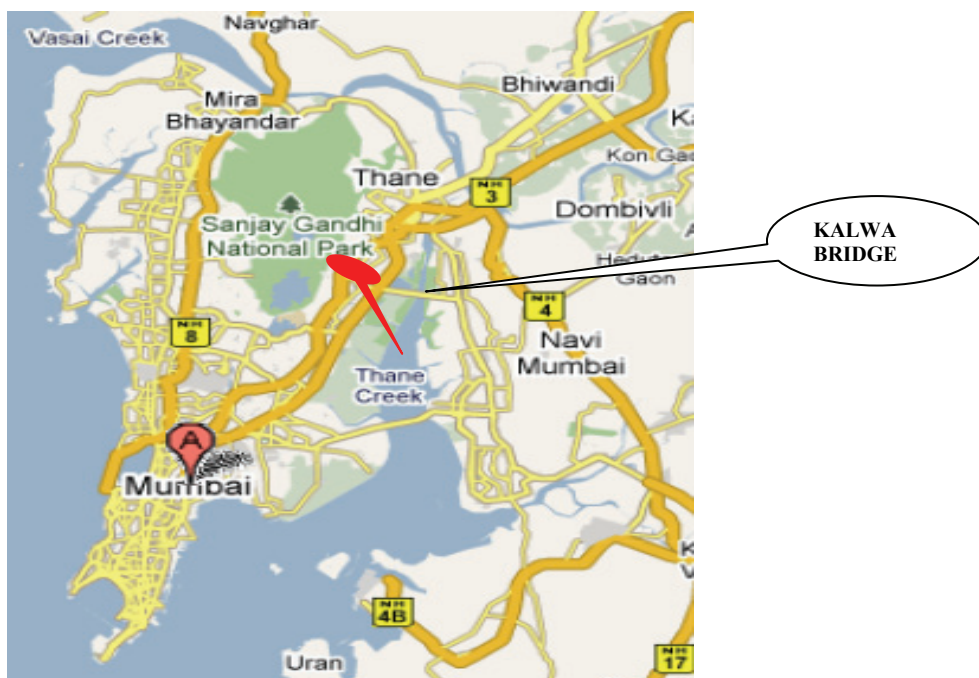 Navghar
Vasai Creek
Bhiwandi
Mira
Bhayandar
Kon Gao
Thane
NH
3
Dombivli
Sanjay Gandhi
National Park
KALWA
BRIDGE
Gaon
NH
4
NH
8
Navi
Mumbai
Thane
Creek
A
Mumbai
NH
4B
Uran
NH
17